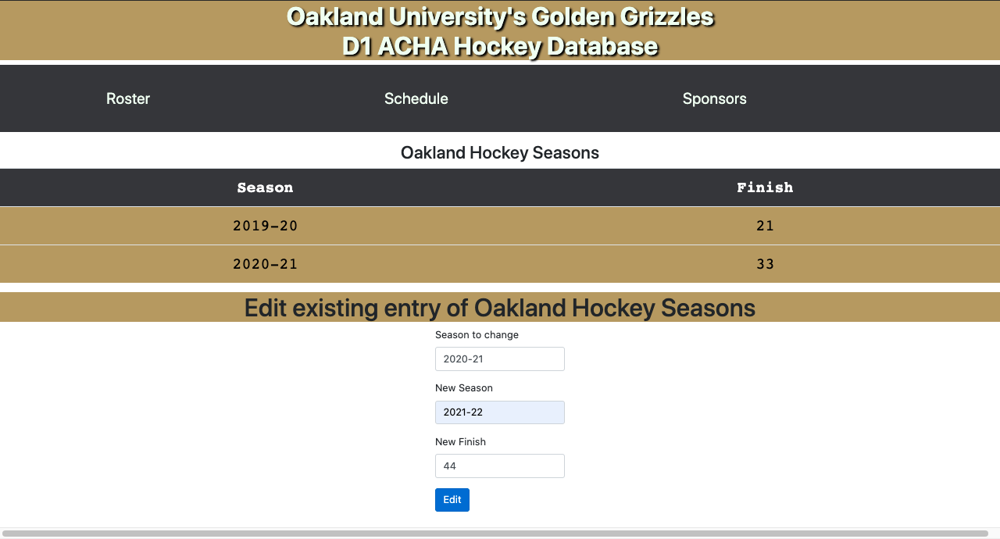 Oakland University's Golden Grizzles
D1 ACHA Hockey Database
Roster Schedule Sponsors
Oakland Hockey Seasons
Season Finish
2019-20 21
2020-21 33
Edit existing entry of Oakland Hockey Seasons
Season to change
2020-21
New Season
2021-22
New Finish
44
Edit